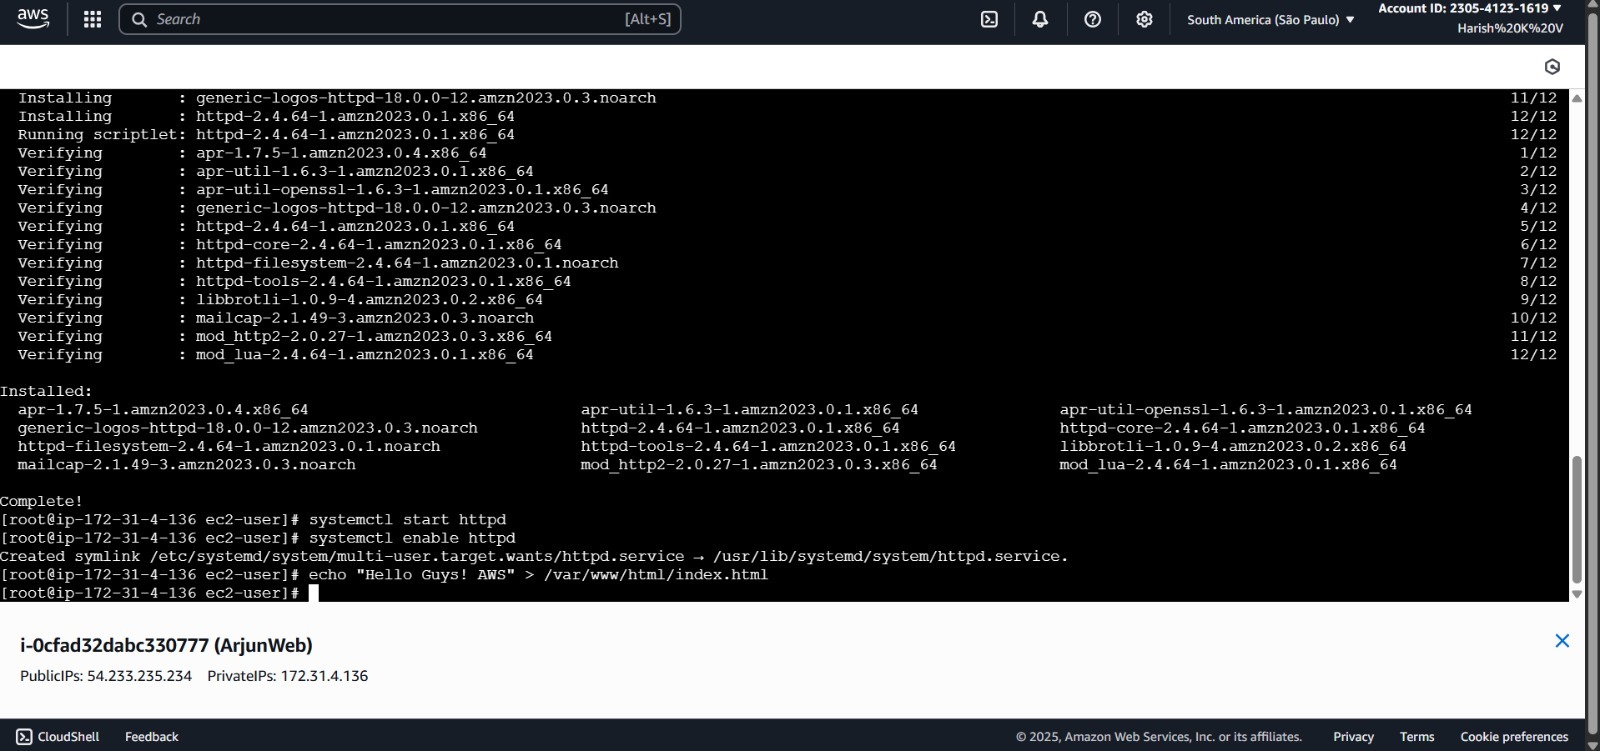 aws
Search [Alt+S] South America (São Paulo) ▼ Account ID: 2305-4123-1619 ▼
Harish%20K%20V
Installing : generic-logos-httpd-18.0.0-12.amzn2023.0.3.noarch 11/12
Installing : httpd-2.4.64-1.amzn2023.0.1.x86_64 12/12
Running scriptlet: httpd-2.4.64-1.amzn2023.0.1.x86_64 12/12
Verifying : apr-1.7.5-1.amzn2023.0.4.x86_64 1/12
Verifying : apr-util-1.6.3-1.amzn2023.0.1.x86_64 2/12
Verifying : apr-util-openssl-1.6.3-1.amzn2023.0.1.x86_64 3/12
Verifying : generic-logos-httpd-18.0.0-12.amzn2023.0.3.noarch 4/12
Verifying : httpd-2.4.64-1.amzn2023.0.1.x86_64 5/12
Verifying : httpd-core-2.4.64-1.amzn2023.0.1.x86_64 6/12
Verifying : httpd-filesystem-2.4.64-1.amzn2023.0.1.noarch 7/12
Verifying : httpd-tools-2.4.64-1.amzn2023.0.1.x86_64 8/12
Verifying : libbrotli-1.0.9-4.amzn2023.0.2.x86_64 9/12
Verifying : mailcap-2.1.49-3.amzn2023.0.3.noarch 10/12
Verifying : mod_http2-2.0.27-1.amzn2023.0.3.x86_64 11/12
Verifying : mod_lua-2.4.64-1.amzn2023.0.1.x86_64 12/12
Installed:
apr-1.7.5-1.amzn2023.0.4.x86_64 apr-util-1.6.3-1.amzn2023.0.1.x86_64 apr-util-openssl-1.6.3-1.amzn2023.0.1.x86_64
generic-logos-httpd-18.0.0-12.amzn2023.0.3.noarch httpd-2.4.64-1.amzn2023.0.1.x86_64 httpd-core-2.4.64-1.amzn2023.0.1.x86_64
httpd-filesystem-2.4.64-1.amzn2023.0.1.noarch httpd-tools-2.4.64-1.amzn2023.0.1.x86_64 libbrotli-1.0.9-4.amzn2023.0.2.x86_64
mailcap-2.1.49-3.amzn2023.0.3.noarch mod_http2-2.0.27-1.amzn2023.0.3.x86_64 mod_lua-2.4.64-1.amzn2023.0.1.x86_64
Complete!
[root@ip-172-31-4-136 ec2-user]# systemctl start httpd
[root@ip-172-31-4-136 ec2-user]# systemctl enable httpd
Created symlink /etc/systemd/system/multi-user.target.wants/httpd.service → /usr/lib/systemd/system/httpd.service.
[root@ip-172-31-4-136 ec2-user]# echo "Hello Guys! AWS" > /var/www/html/index.html
[root@ip-172-31-4-136 ec2-user]#
i-0cfad32dabc330777 (ArjunWeb)
PublicIPs: 54.233.235.234 PrivateIPs: 172.31.4.136
CloudShell Feedback © 2025, Amazon Web Services, Inc. or its affiliates. Privacy Terms Cookie preferences